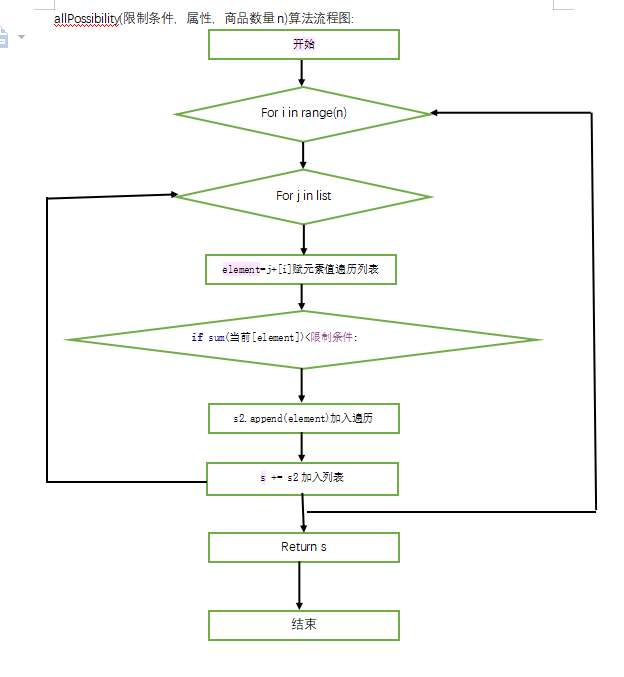 allPossibility(限制条件, 属性, 商品数量 n)算法流程图:
开始
For i in range(n)
For j in list
element=j+[i]赋元素值遍历列表
if sum(当前[element])<限制条件:
s2.append(element)加入遍历
s += s2 加入列表
Return s
结束